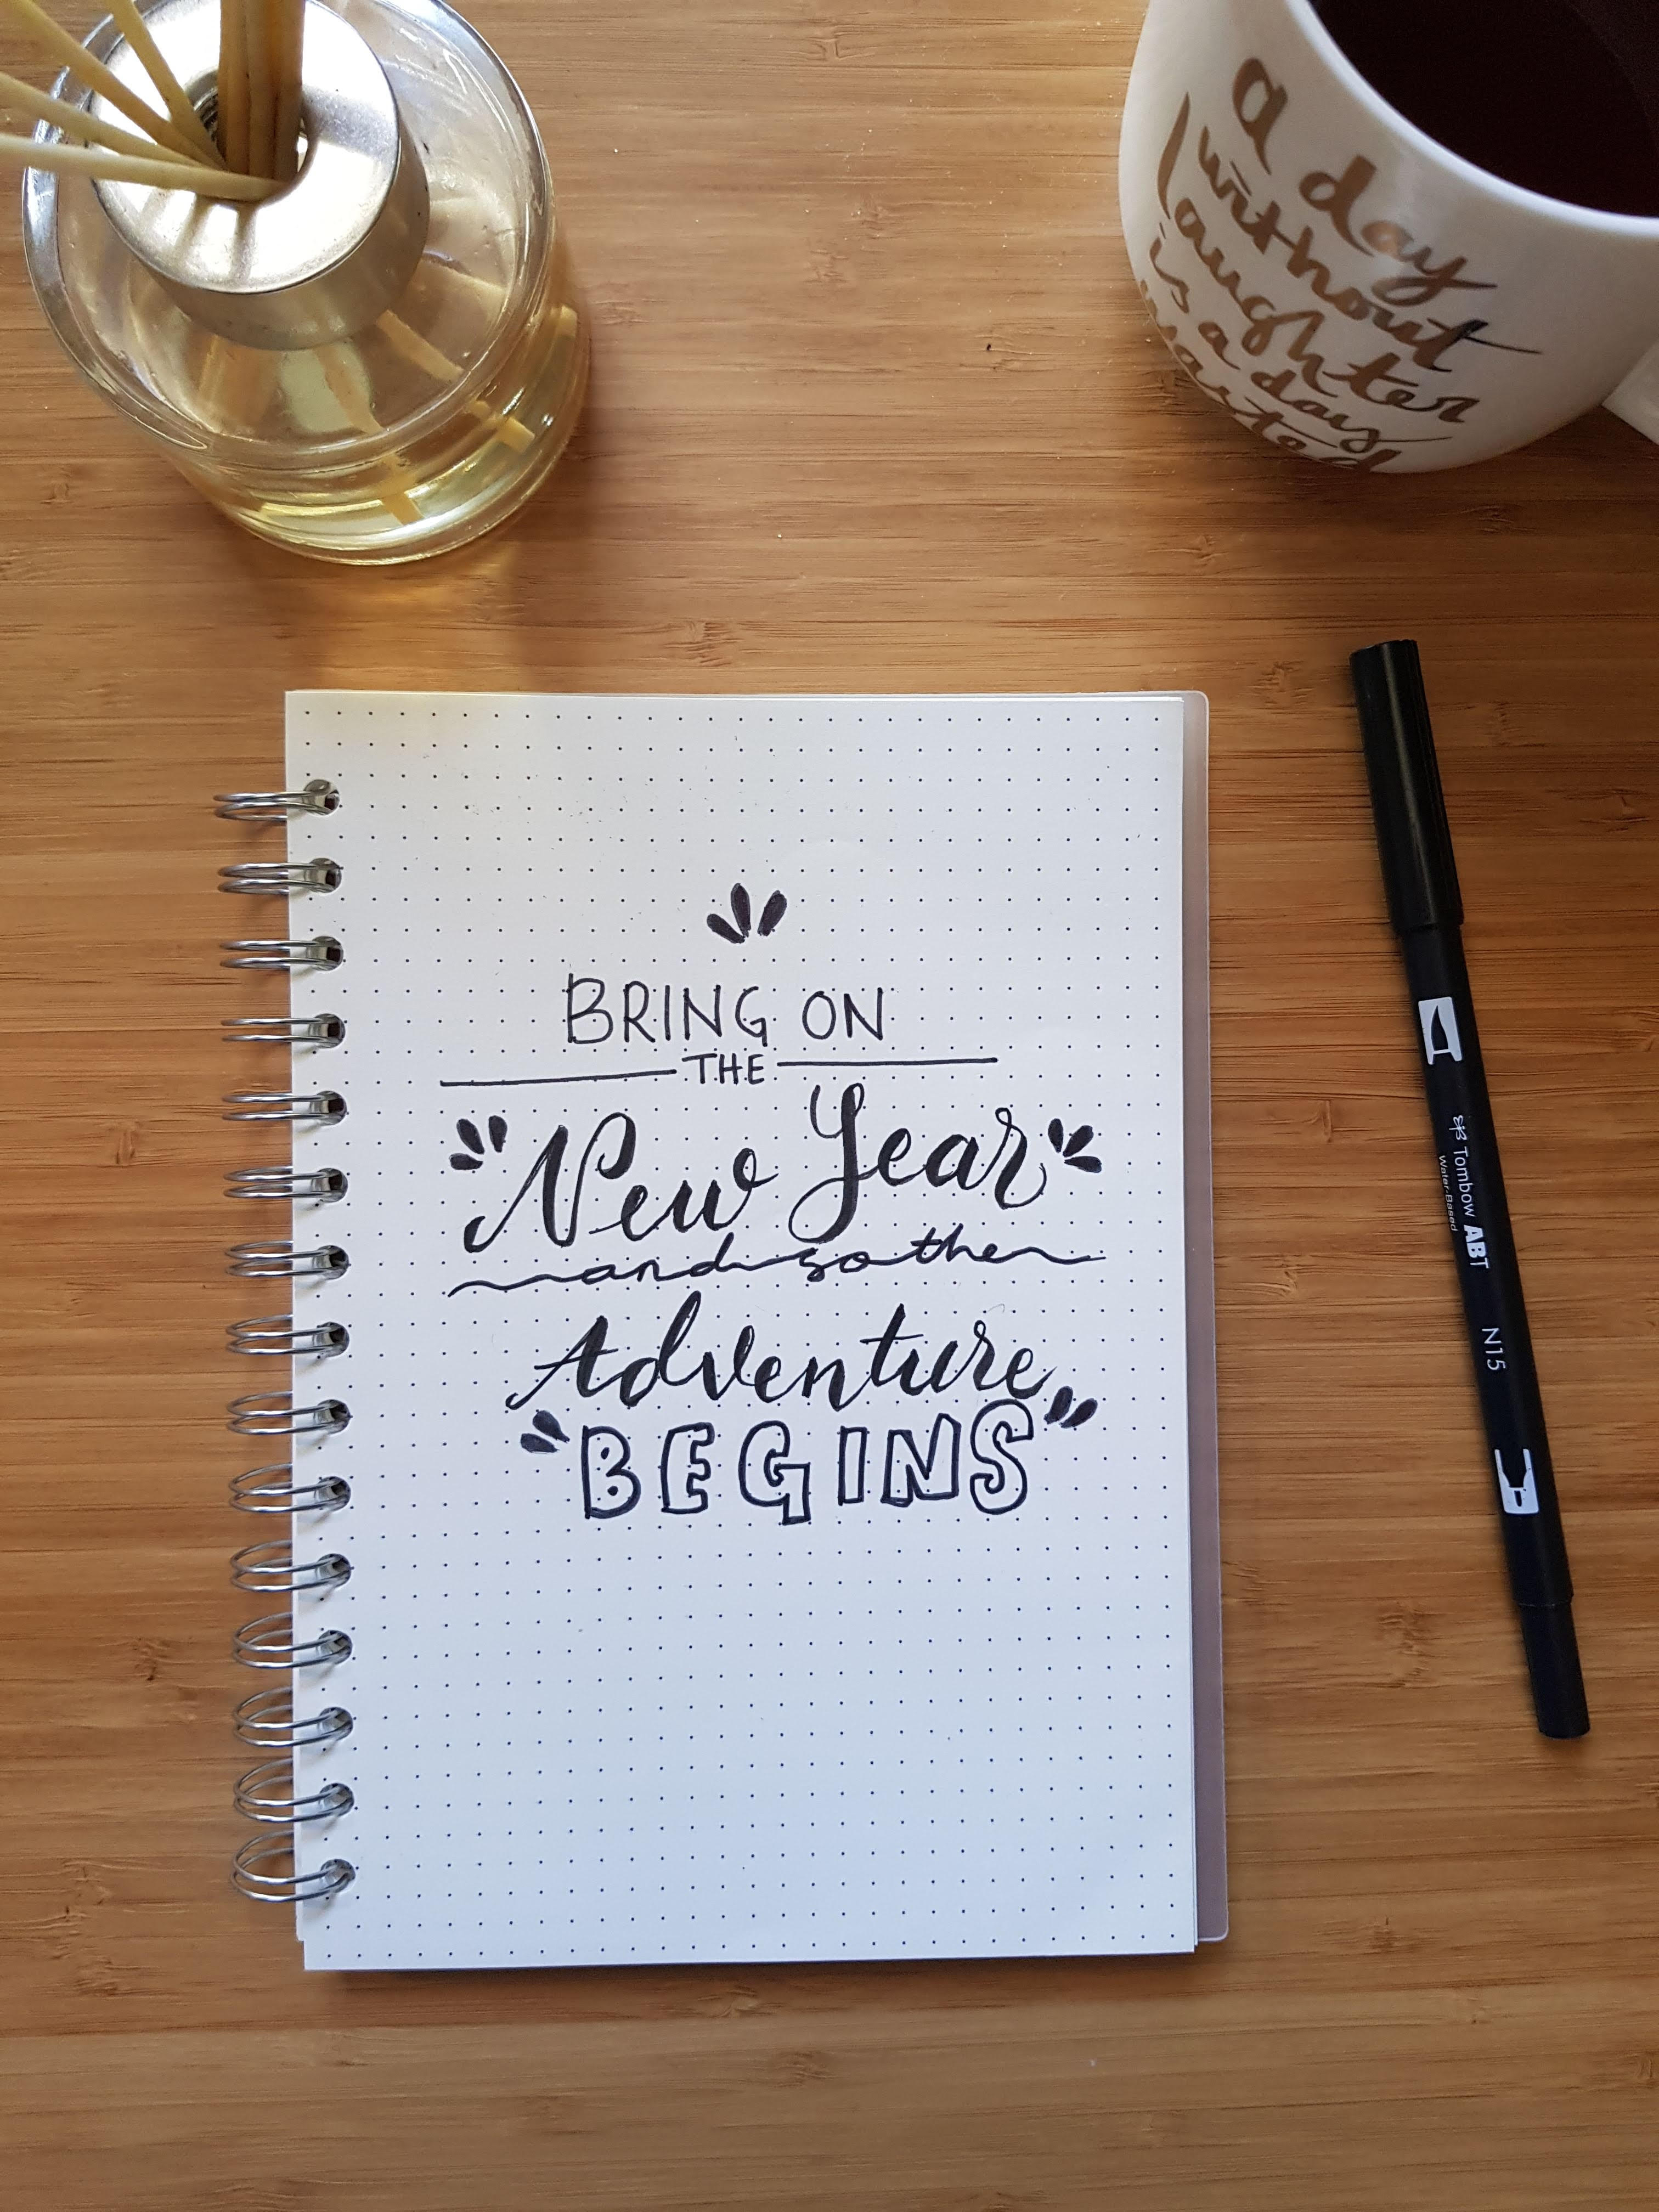 a day
without
laughter
is a day
wasted
BRING ON
THE
New Year
and so the
Adventure
BEGINS
Tombow ABT
Water-Based
N15